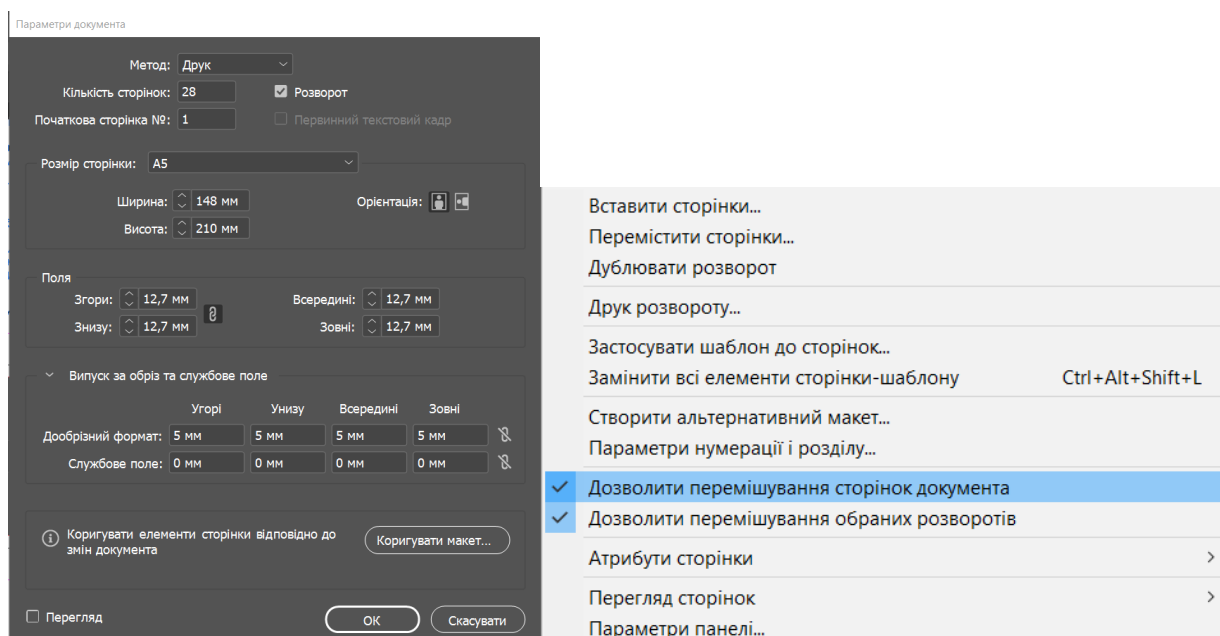 Параметри документа
Метод: Друк
Кількість сторінок: 28 Розворот
Початкова сторінка №: 1 Первинний текстовий кадр
Розмір сторінки: A5
Ширина: 148 мм Орієнтація:
Висота: 210 мм
Поля
Згори: 12,7 мм Всередині: 12,7 мм
Знизу: 12,7 мм Зовні: 12,7 мм
Випуск за обріз та службове поле
Угорі Унизу Всередині Зовні
Дообрізний формат: 5 мм 5 мм 5 мм 5 мм
Службове поле: 0 мм 0 мм 0 мм 0 мм
Коригувати елементи сторінки відповідно до
змін документа
Коригувати макет...
Перегляд ОК Скасувати
Вставити сторінки...
Перемістити сторінки...
Дублювати розворот
Друк розвороту...
Застосувати шаблон до сторінок...
Замінити всі елементи сторінки-шаблону Ctrl+Alt+Shift+L
Створити альтернативний макет...
Параметри нумерації і розділу...
Дозволити перемішування сторінок документа
Дозволити перемішування обраних розворотів
Атрибути сторінки
Перегляд сторінок
Параметри панелі...